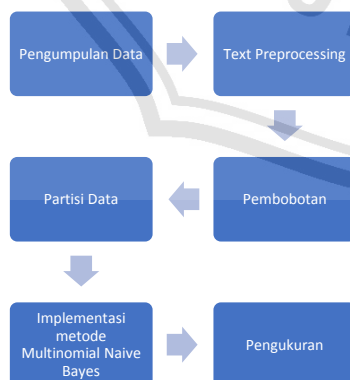 Pengumpulan Data
Text Preprocessing
Pembobotan
Partisi Data
Implementasi
metode
Multinomial Naive
Bayes
Pengukuran